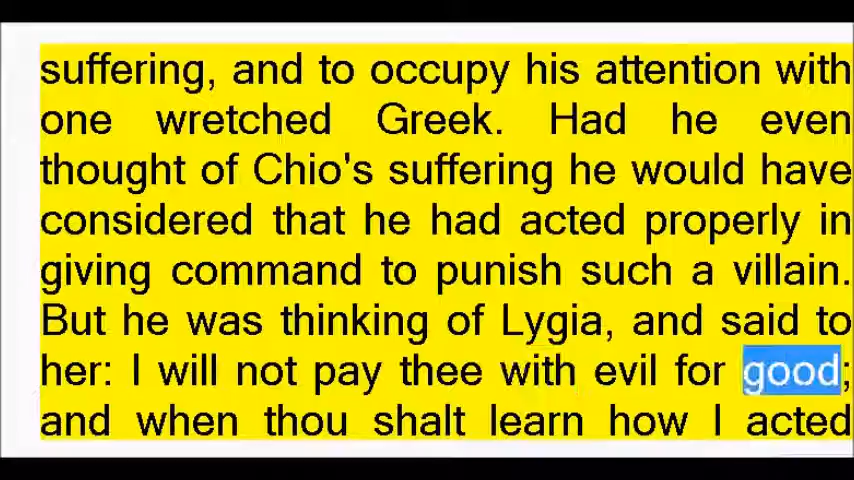 suffering, and to occupy his attention with
one wretched Greek. Had he even
thought of Chio's suffering he would have
considered that he had acted properly in
giving command to punish such a villain.
But he was thinking of Lygia, and said to
her: I will not pay thee with evil for good;
and when thou shalt learn how I acted